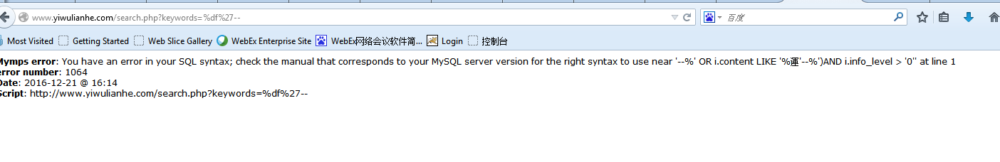 www.yiwulianhe.com/search.php?keywords=%df%27--
百度
Most Visited Getting Started Web Slice Gallery WebEx Enterprise Site WebEx网络会议软件简... Login 控制台
Mymps error: You have an error in your SQL syntax; check the manual that corresponds to your MySQL server version for the right syntax to use near '--%' OR i.content LIKE '%運'--%')AND i.info_level > '0'' at line 1
error number: 1064
Date: 2016-12-21 @ 16:14
Script: http://www.yiwulianhe.com/search.php?keywords=%df%27--